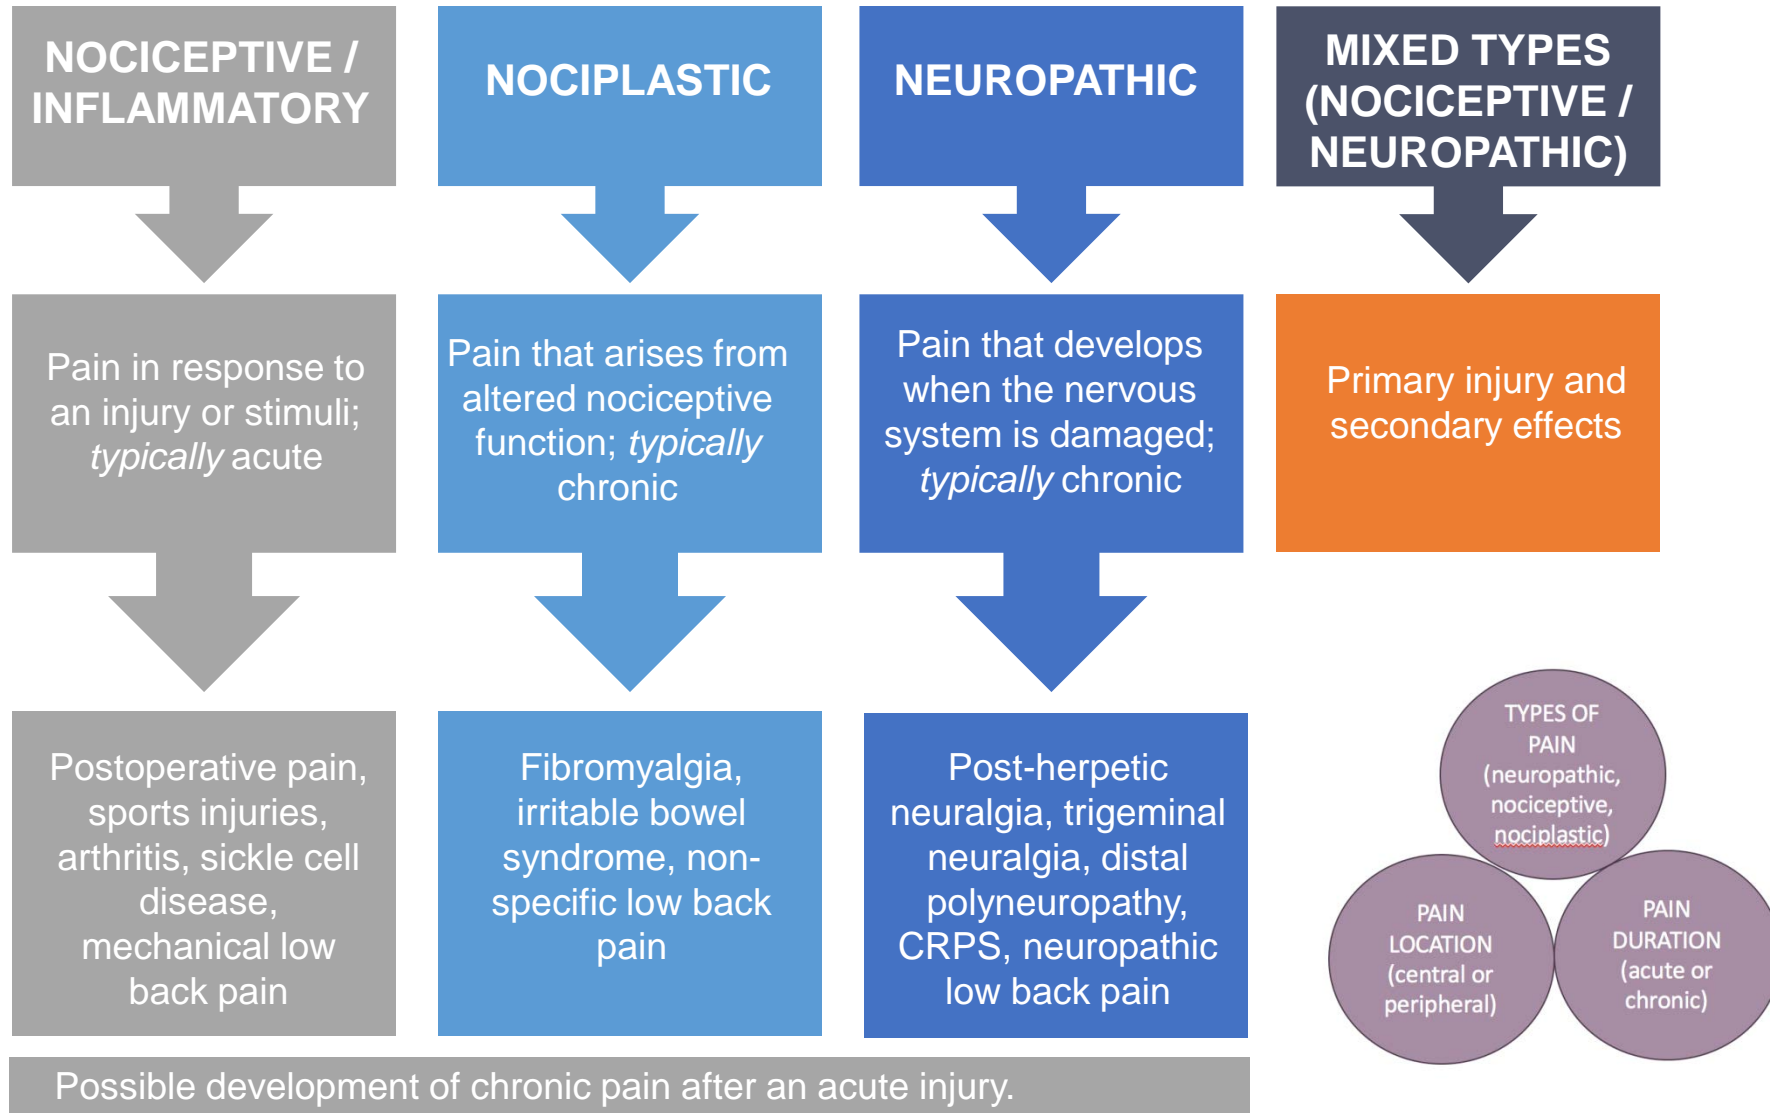 NOCICEPTIVE /
INFLAMMATORY
Pain in response to
an injury or stimuli;
typically acute
Postoperative pain,
sports injuries,
arthritis, sickle cell
disease,
mechanical low
back pain
NOCIPLASTIC
Pain that arises from
altered nociceptive
function; typically
chronic
Fibromyalgia,
irritable bowel
syndrome, non-
specific low back
pain
NEUROPATHIC
Pain that develops
when the nervous
system is damaged;
typically chronic
Post-herpetic
neuralgia, trigeminal
neuralgia, distal
polyneuropathy,
CRPS, neuropathic
low back pain
MIXED TYPES
(NOCICEPTIVE /
NEUROPATHIC)
Primary injury and
secondary effects
TYPES OF
PAIN
(neuropathic,
nociceptive,
nociplastic)
PAIN
LOCATION
(central or
peripheral)
PAIN
DURATION
(acute or
chronic)
Possible development of chronic pain after an acute injury.